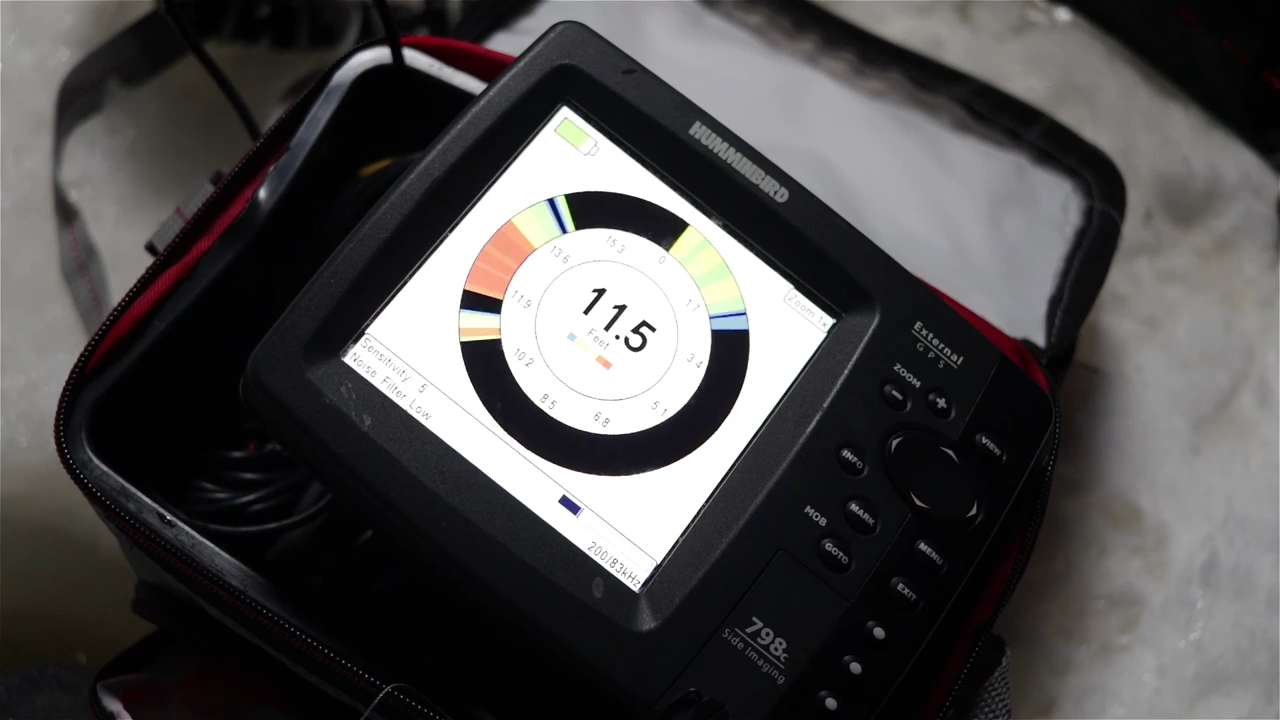 HUMMINBIRD
Zoom 1x
15.3
0
1.7
3.4
5.1
6.8
8.5
10.2
11.9
13.6
11.5
Feet
Sensitivity 5
Noise Filter Low
200/83kHz
External
GPS
ZOOM
VIEW
INFO
MARK
MOB
GOTO
MENU
EXIT
798c
Side Imaging